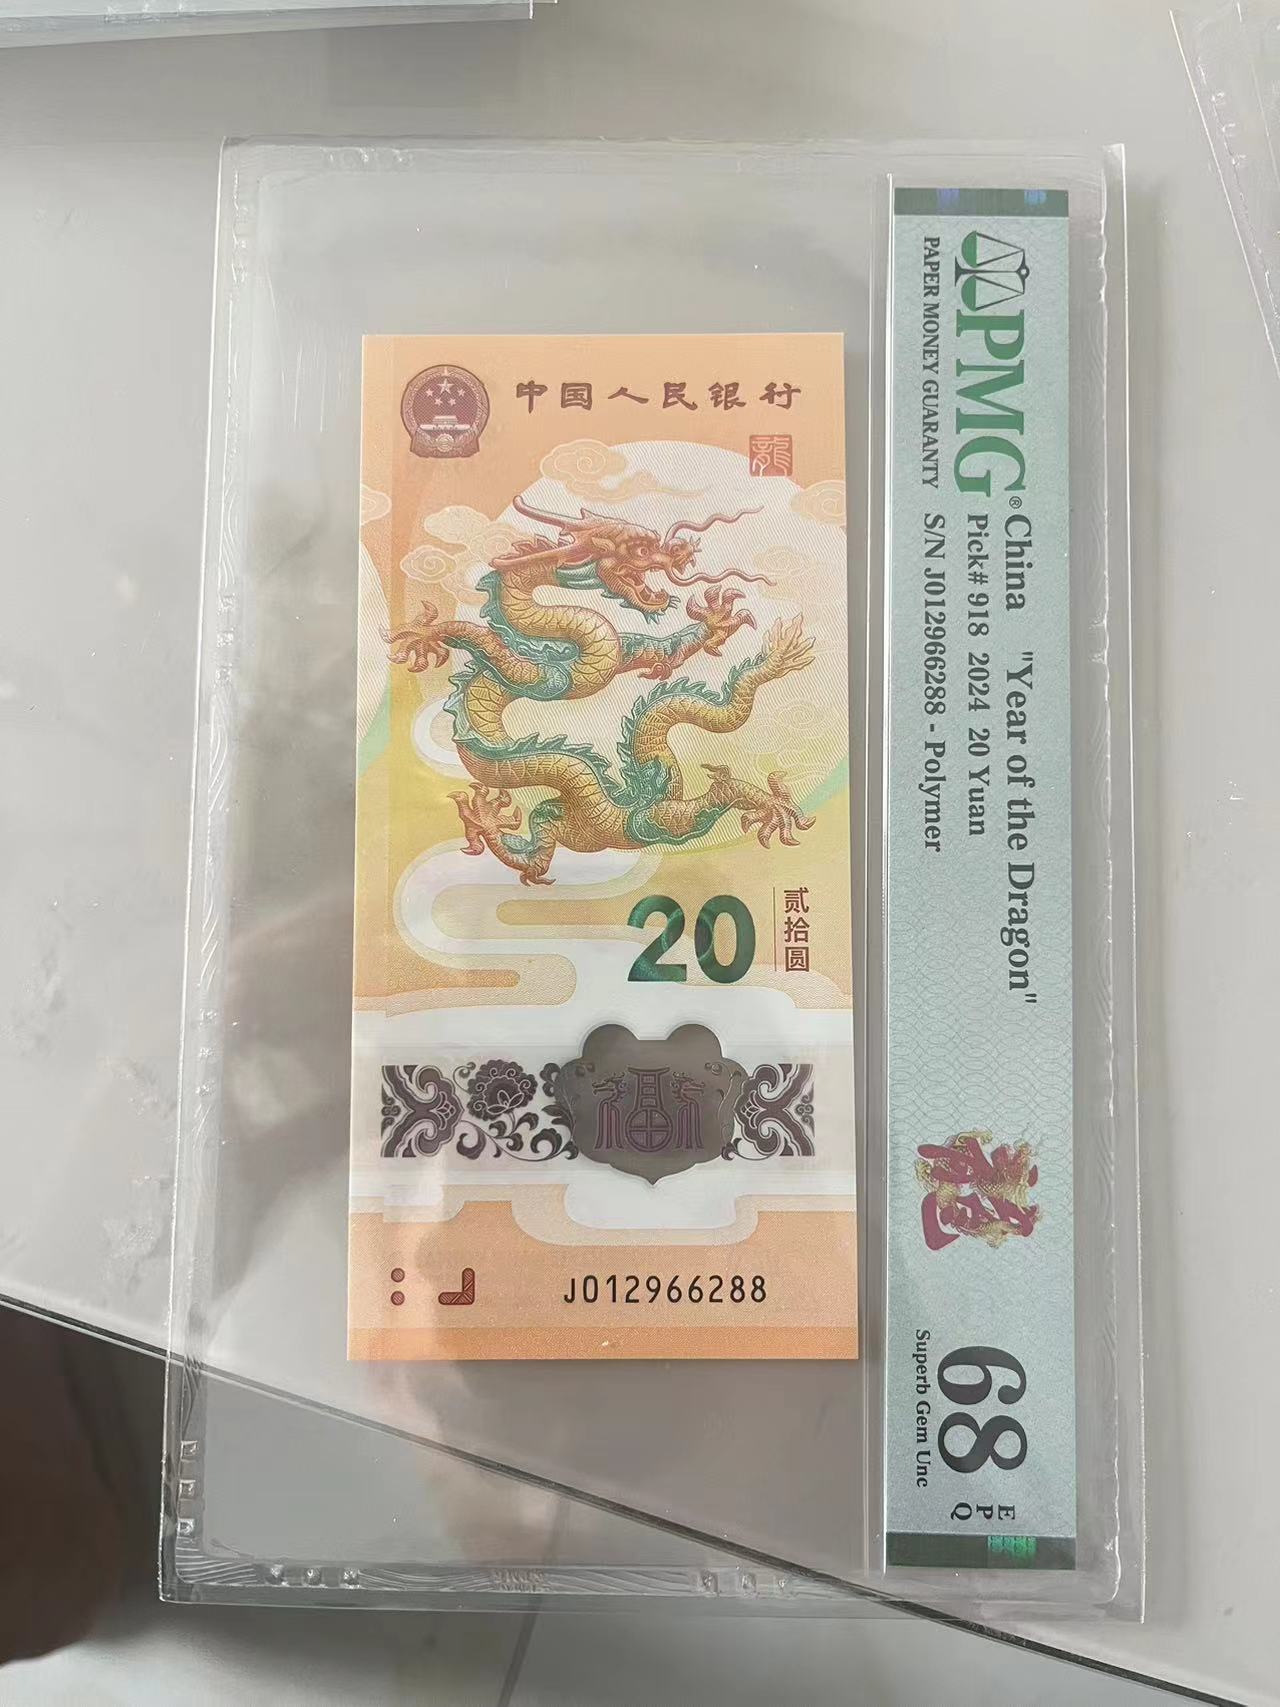 中国人民银行
龍
20
贰拾圆
福
J012966288
PMG®
PAPER MONEY GUARANTY
China "Year of the Dragon"
Pick# 918 2024 20 Yuan
S/N J012966288 - Polymer
68
EPQ
Superb Gem Unc